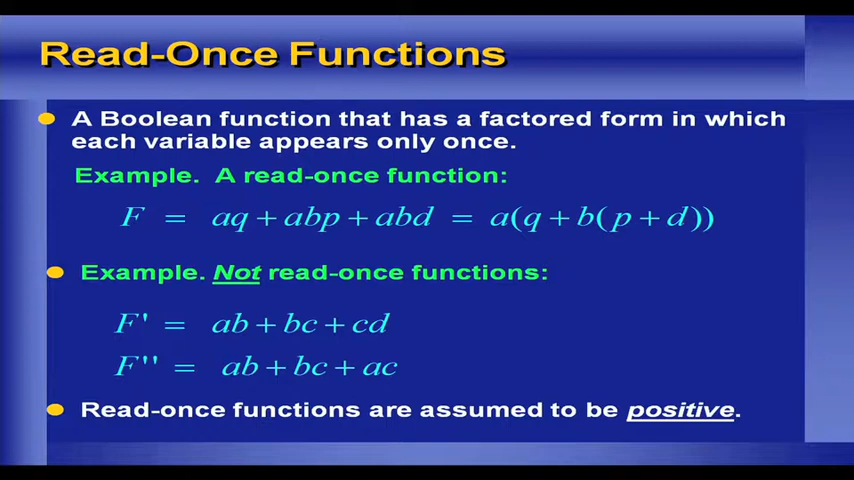 Read-Once Functions
A Boolean function that has a factored form in which
each variable appears only once.
Example. A read-once function:
F = aq + abp + abd = a(q + b(p + d))
Example. Not read-once functions:
F' = ab + bc + cd
F'' = ab + bc + ac
Read-once functions are assumed to be positive.